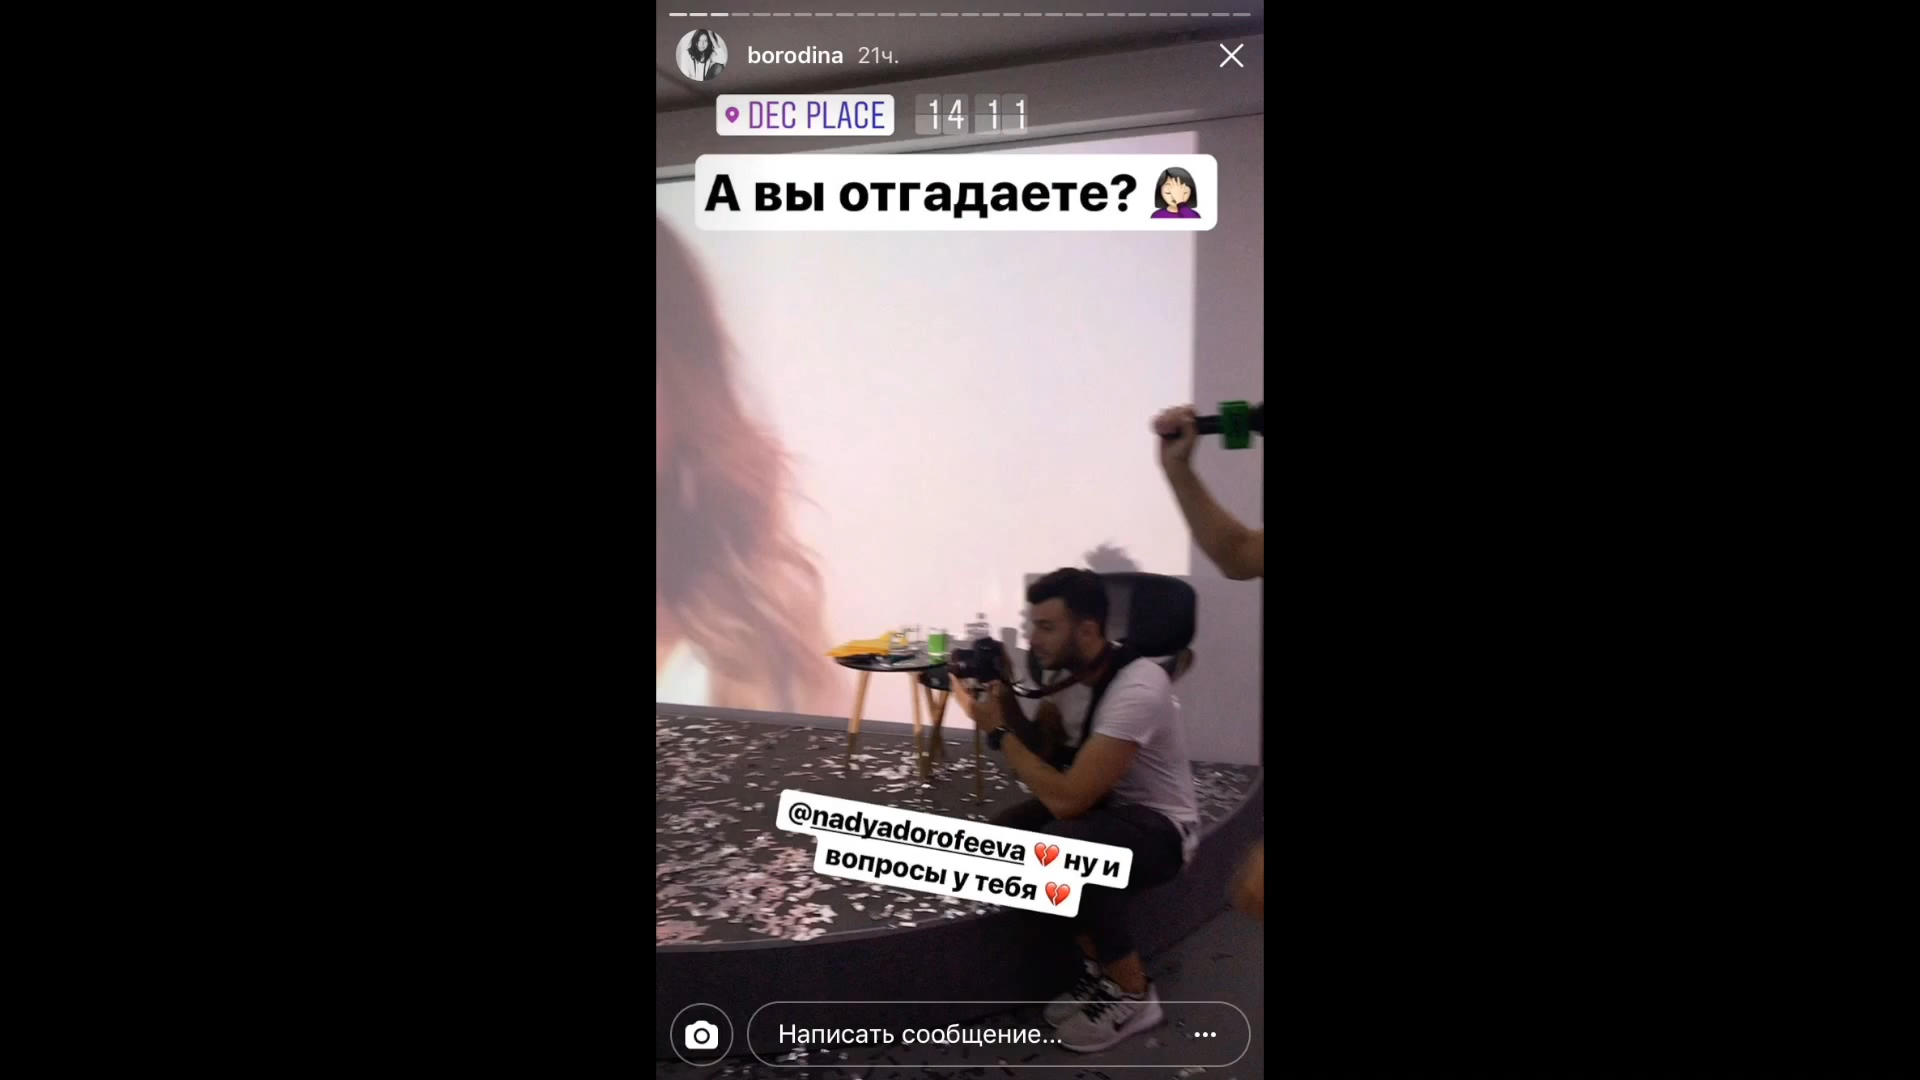 borodina 21ч.
DEC PLACE 14 11
А вы отгадаете? 🤦🏻‍♀️
@nadyadorofeeva 💔 ну и
вопросы у тебя 💔
Написать сообщение...